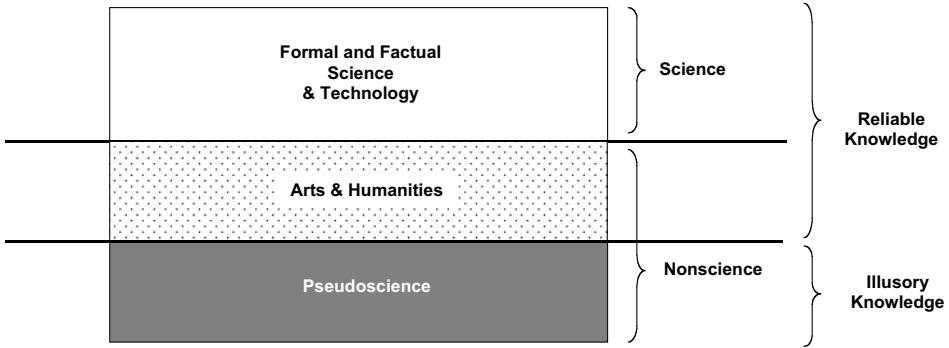 Formal and Factual
Science
& Technology
Science
Reliable
Knowledge
Arts & Humanities
Nonscience
Pseudoscience
Illusory
Knowledge